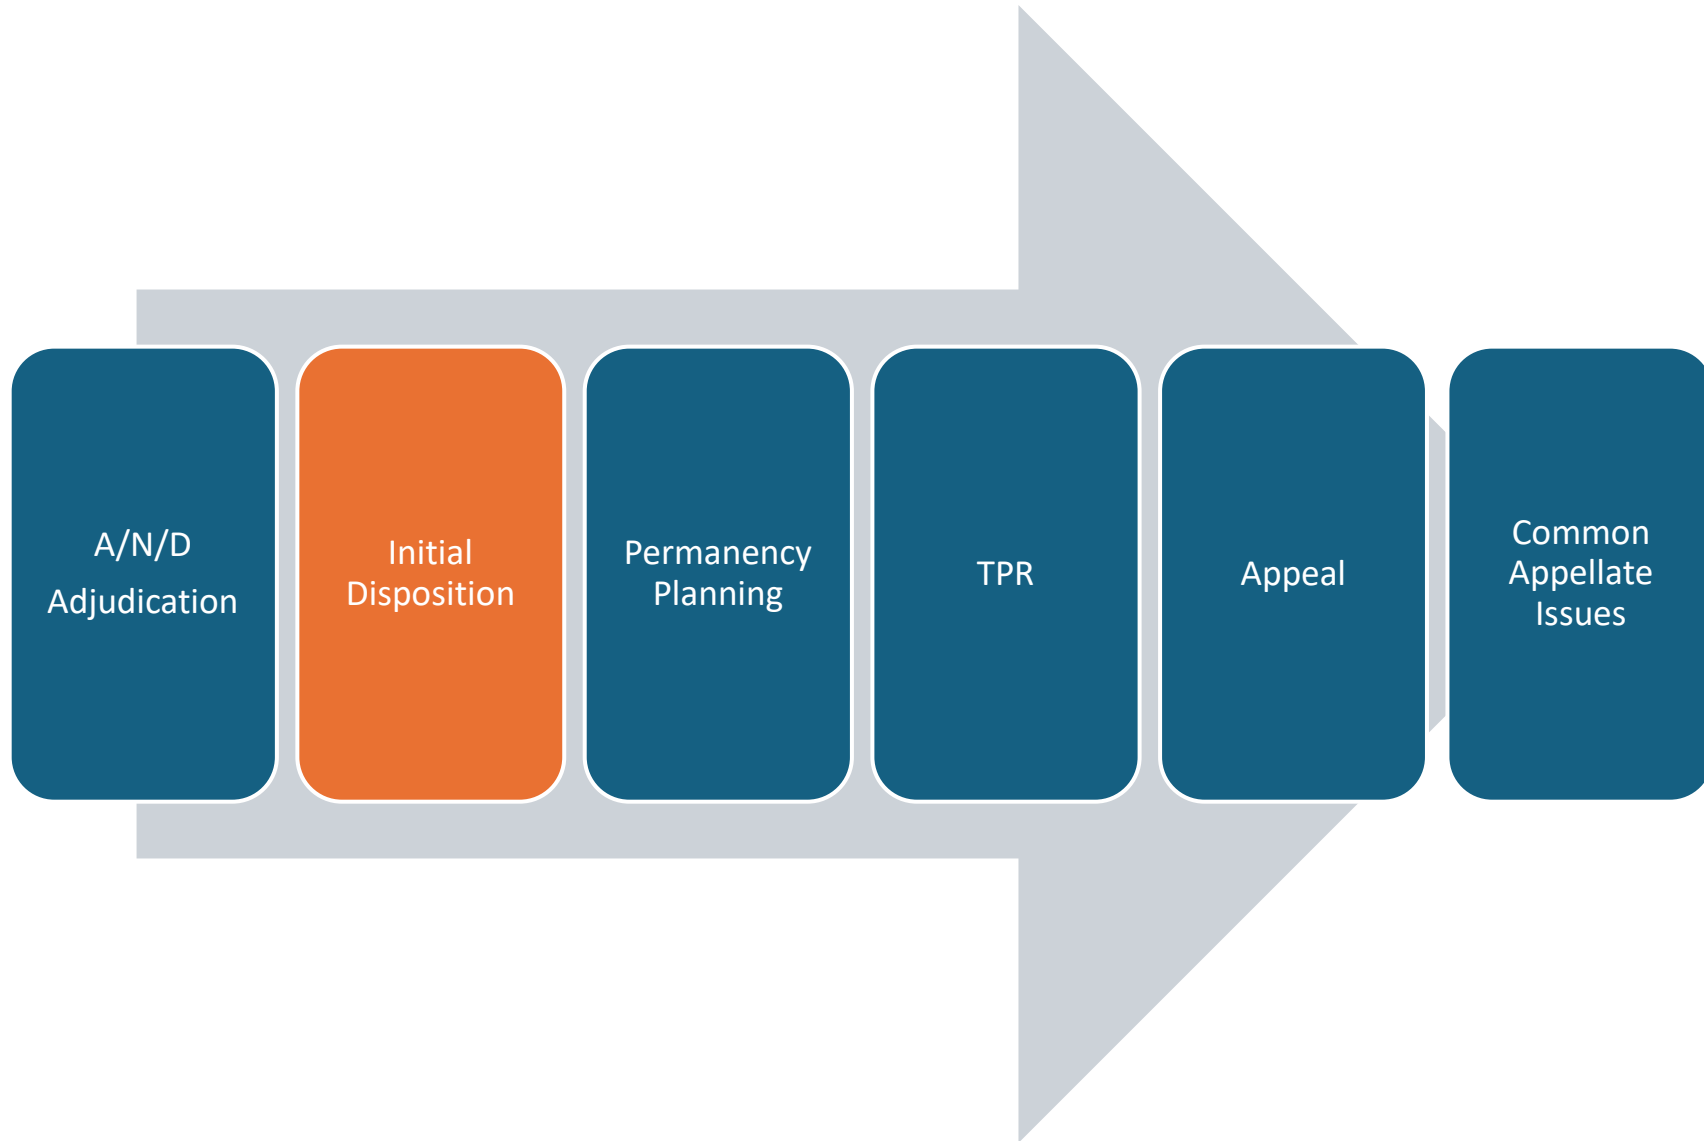 A/N/D
Adjudication
Initial
Disposition
Permanency
Planning
TPR
Appeal
Common
Appellate
Issues